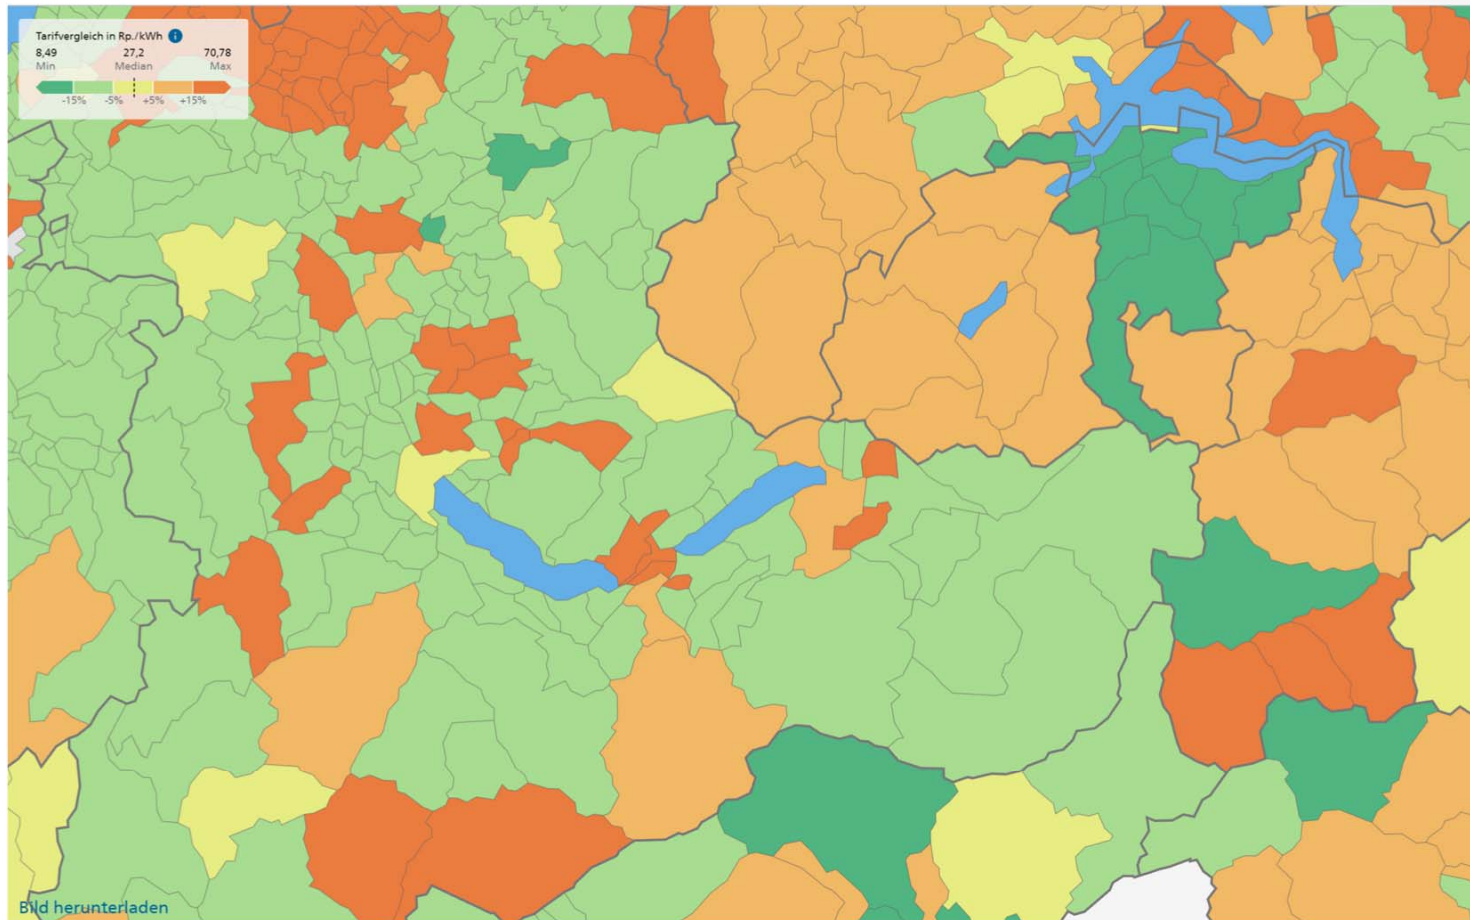 Tarifvergleich in Rp./kWh i
8,49 27,2 70,78
Min Median Max
-15% -5% +5% +15%
Bild herunterladen